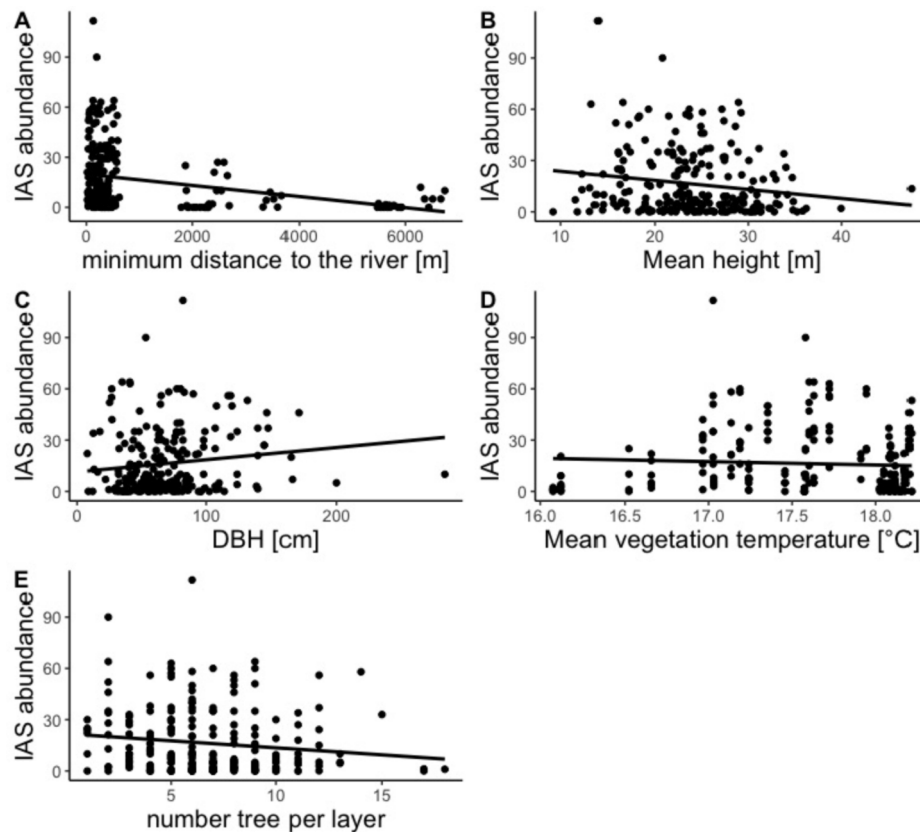 A
B
IAS abundance
90
60
30
0
0
2000
4000
6000
minimum distance to the river [m]
IAS abundance
90
60
30
0
10
20
30
40
Mean height [m]
C
D
IAS abundance
90
60
30
0
0
100
200
DBH [cm]
IAS abundance
90
60
30
0
16.0
16.5
17.0
17.5
18.0
Mean vegetation temperature [°C]
E
IAS abundance
90
60
30
0
5
10
15
number tree per layer